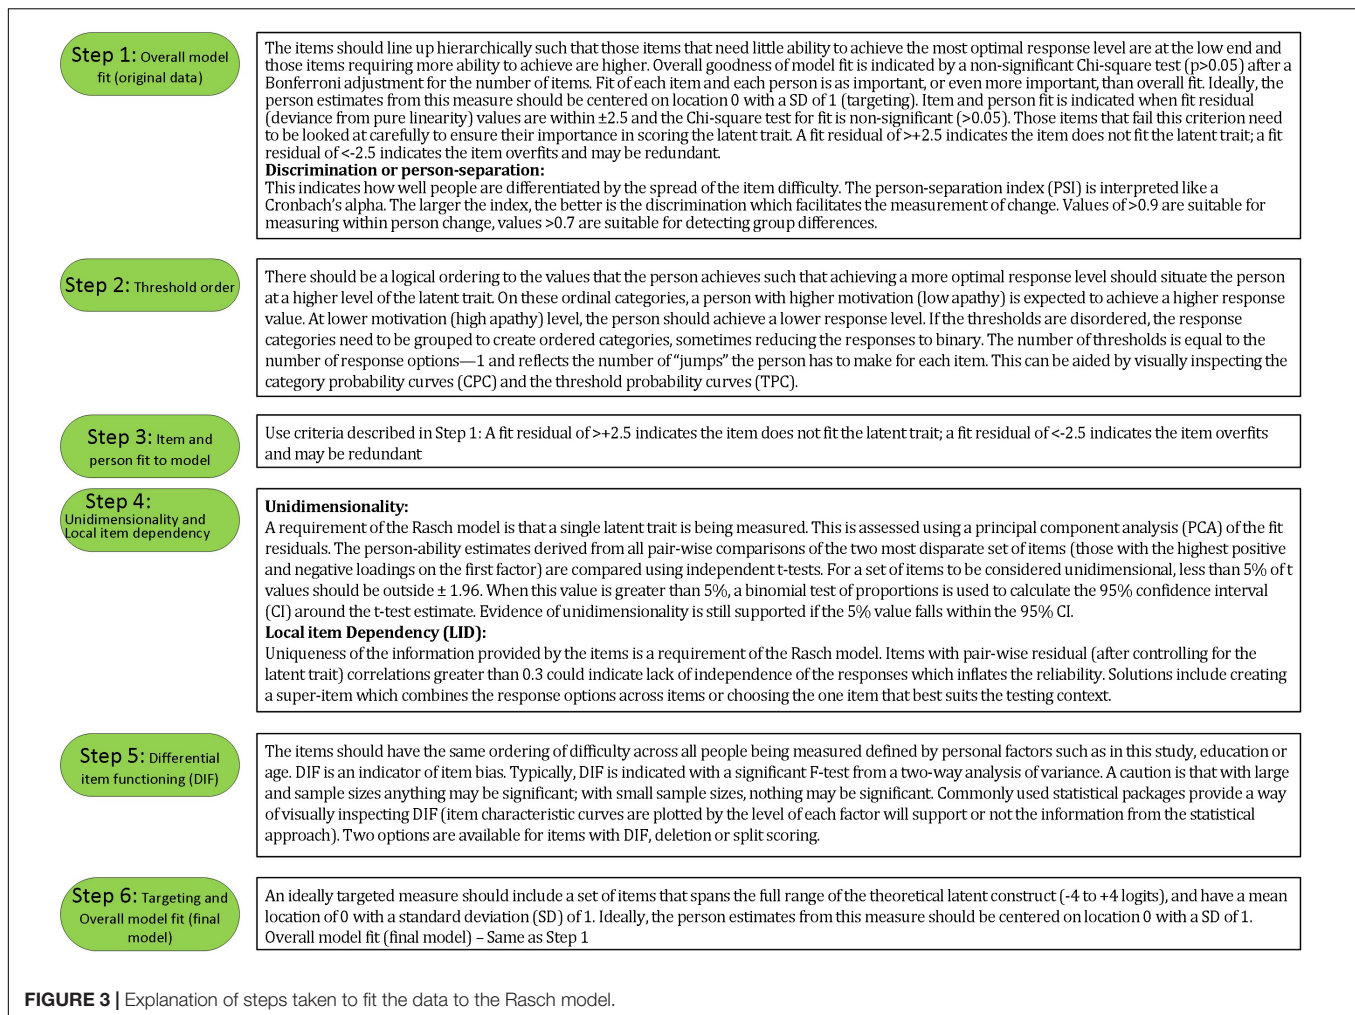 Step 1: Overall model
fit (original data)
The items should line up hierarchically such that those items that need little ability to achieve the most optimal response level are at the low end and
those items requiring more ability to achieve are higher. Overall goodness of model fit is indicated by a non-significant Chi-square test (p>0.05) after a
Bonferroni adjustment for the number of items. Fit of each item and each person is as important, or even more important, than overall fit. Ideally, the
person estimates from this measure should be centered on location 0 with a SD of 1 (targeting). Item and person fit is indicated when fit residual
(deviance from pure linearity) values are within ±2.5 and the Chi-square test for fit is non-significant (>0.05). Those items that fail this criterion need
to be looked at carefully to ensure their importance in scoring the latent trait. A fit residual of >+2.5 indicates the item does not fit the latent trait; a fit
residual of <-2.5 indicates the item overfits and may be redundant.
Discrimination or person-separation:
This indicates how well people are differentiated by the spread of the item difficulty. The person-separation index (PSI) is interpreted like a
Cronbach's alpha. The larger the index, the better is the discrimination which facilitates the measurement of change. Values of >0.9 are suitable for
measuring within person change, values >0.7 are suitable for detecting group differences.
Step 2: Threshold order
There should be a logical ordering to the values that the person achieves such that achieving a more optimal response level should situate the person
at a higher level of the latent trait. On these ordinal categories, a person with higher motivation (low apathy) is expected to achieve a higher response
value. At lower motivation (high apathy) level, the person should achieve a lower response level. If the thresholds are disordered, the response
categories need to be grouped to create ordered categories, sometimes reducing the responses to binary. The number of thresholds is equal to the
number of response options—1 and reflects the number of "jumps" the person has to make for each item. This can be aided by visually inspecting the
category probability curves (CPC) and the threshold probability curves (TPC).
Step 3: Item and
person fit to model
Use criteria described in Step 1: A fit residual of >+2.5 indicates the item does not fit the latent trait; a fit residual of <-2.5 indicates the item overfits
and may be redundant
Step 4:
Unidimensionality and
Local item dependency
Unidimensionality:
A requirement of the Rasch model is that a single latent trait is being measured. This is assessed using a principal component analysis (PCA) of the fit
residuals. The person-ability estimates derived from all pair-wise comparisons of the two most disparate set of items (those with the highest positive
and negative loadings on the first factor) are compared using independent t-tests. For a set of items to be considered unidimensional, less than 5% of t
values should be outside ± 1.96. When this value is greater than 5%, a binomial test of proportions is used to calculate the 95% confidence interval
(CI) around the t-test estimate. Evidence of unidimensionality is still supported if the 5% value falls within the 95% CI.
Local item Dependency (LID):
Uniqueness of the information provided by the items is a requirement of the Rasch model. Items with pair-wise residual (after controlling for the
latent trait) correlations greater than 0.3 could indicate lack of independence of the responses which inflates the reliability. Solutions include creating
a super-item which combines the response options across items or choosing the one item that best suits the testing context.
Step 5: Differential
item functioning (DIF)
The items should have the same ordering of difficulty across all people being measured defined by personal factors such as in this study, education or
age. DIF is an indicator of item bias. Typically, DIF is indicated with a significant F-test from a two-way analysis of variance. A caution is that with large
and sample sizes anything may be significant; with small sample sizes, nothing may be significant. Commonly used statistical packages provide a way
of visually inspecting DIF (item characteristic curves are plotted by the level of each factor will support or not the information from the statistical
approach). Two options are available for items with DIF, deletion or split scoring.
Step 6: Targeting and
Overall model fit (final
model)
An ideally targeted measure should include a set of items that spans the full range of the theoretical latent construct (-4 to +4 logits), and have a mean
location of 0 with a standard deviation (SD) of 1. Ideally, the person estimates from this measure should be centered on location 0 with a SD of 1.
Overall model fit (final model) – Same as Step 1
FIGURE 3 | Explanation of steps taken to fit the data to the Rasch model.